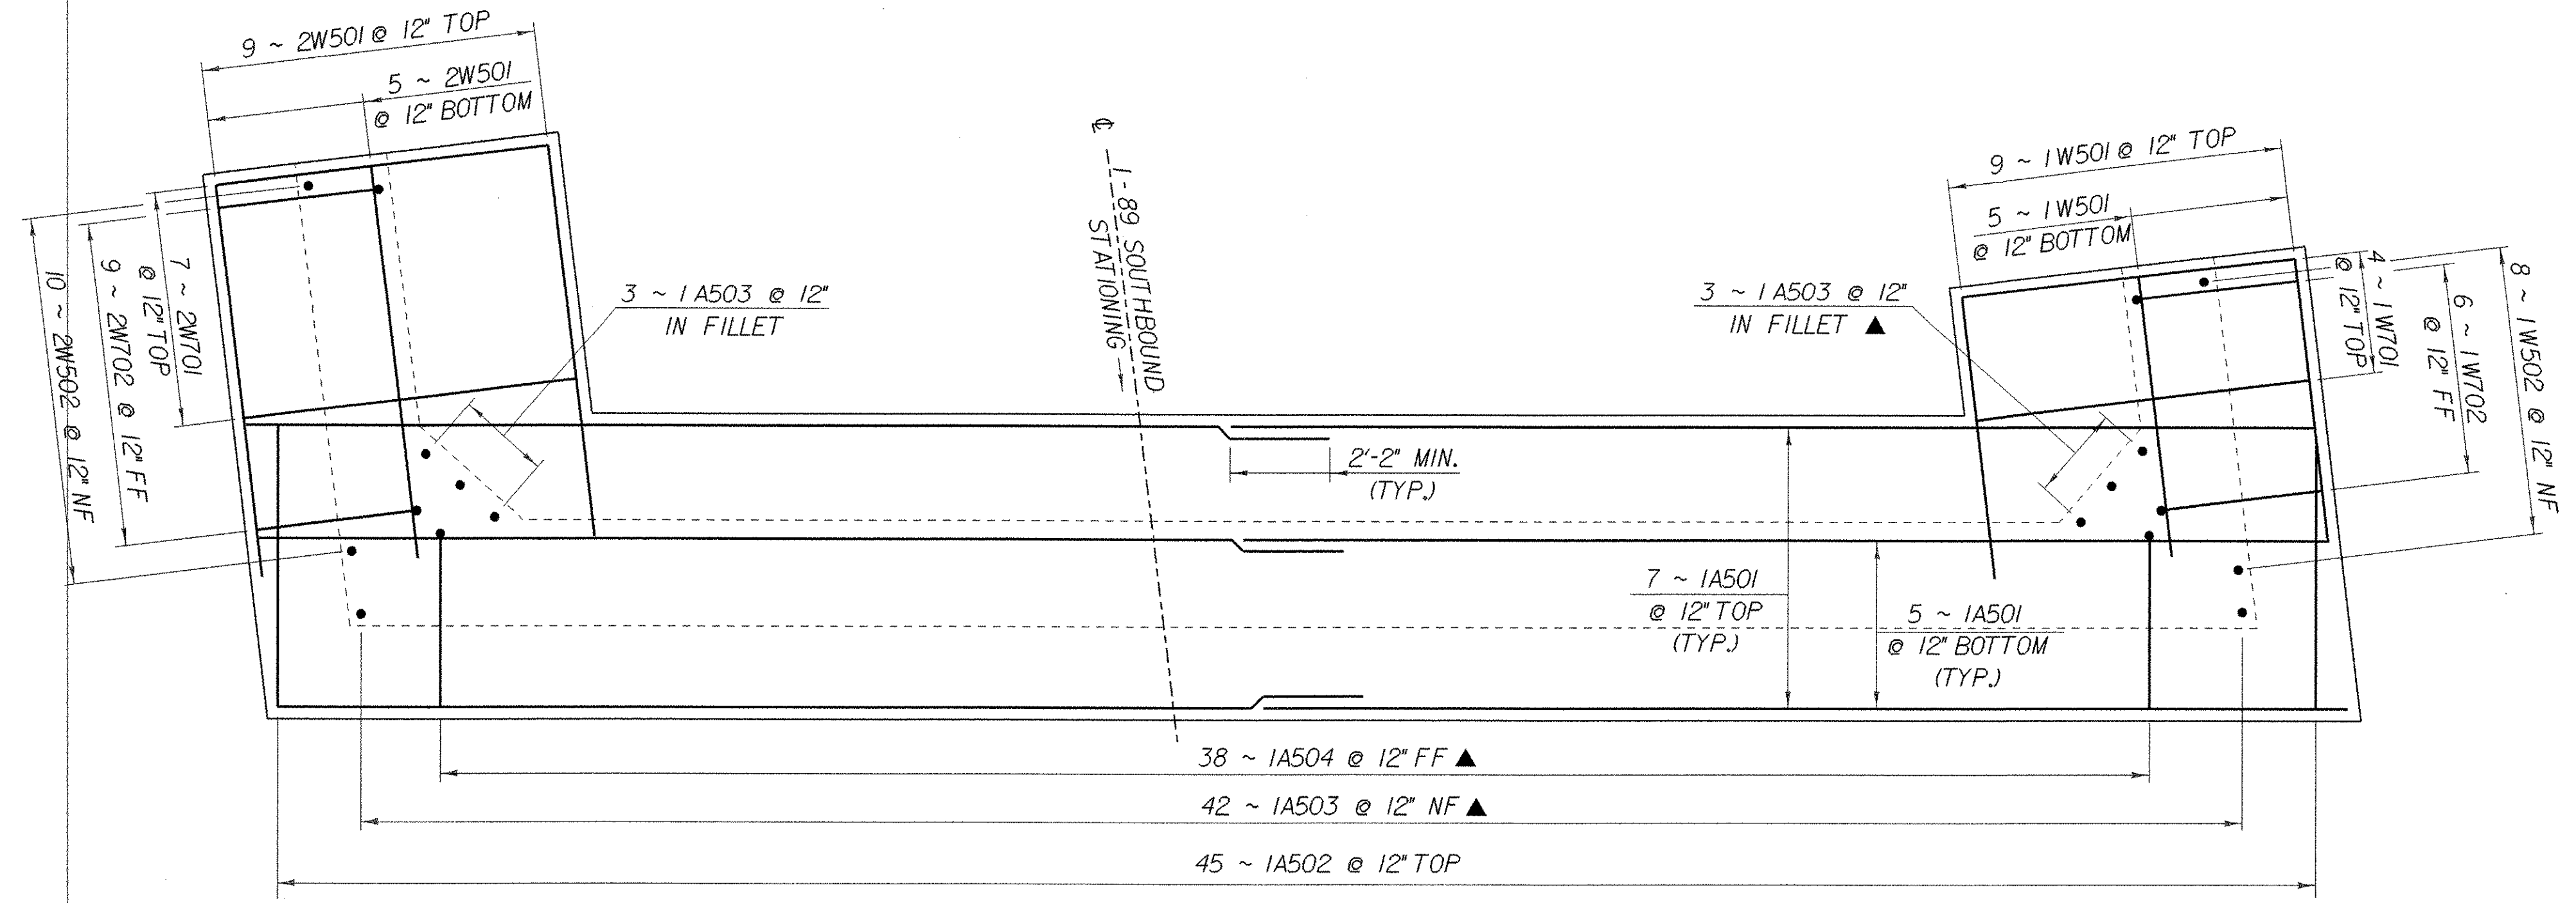 9 ~ 2W501 @ 12" TOP
5 ~ 2W501
@ 12" BOTTOM
7 ~ 2W701
@ 12" TOP
9 ~ 2W702 @ 12" FF
10 ~ 2W502 @ 12" NF
3 ~ 1A503 @ 12"
IN FILLET
℄ I-89 SOUTHBOUND
STATIONING
9 ~ 1W501 @ 12" TOP
5 ~ 1W501
@ 12" BOTTOM
3 ~ 1A503 @ 12"
IN FILLET ▲
4 ~ 1W701
@ 12" TOP
6 ~ 1W702
@ 12" FF
8 ~ 1W502 @ 12" NF
2'-2" MIN.
(TYP.)
7 ~ 1A501
@ 12" TOP
(TYP.)
5 ~ 1A501
@ 12" BOTTOM
(TYP.)
38 ~ 1A504 @ 12" FF ▲
42 ~ 1A503 @ 12" NF ▲
45 ~ 1A502 @ 12" TOP